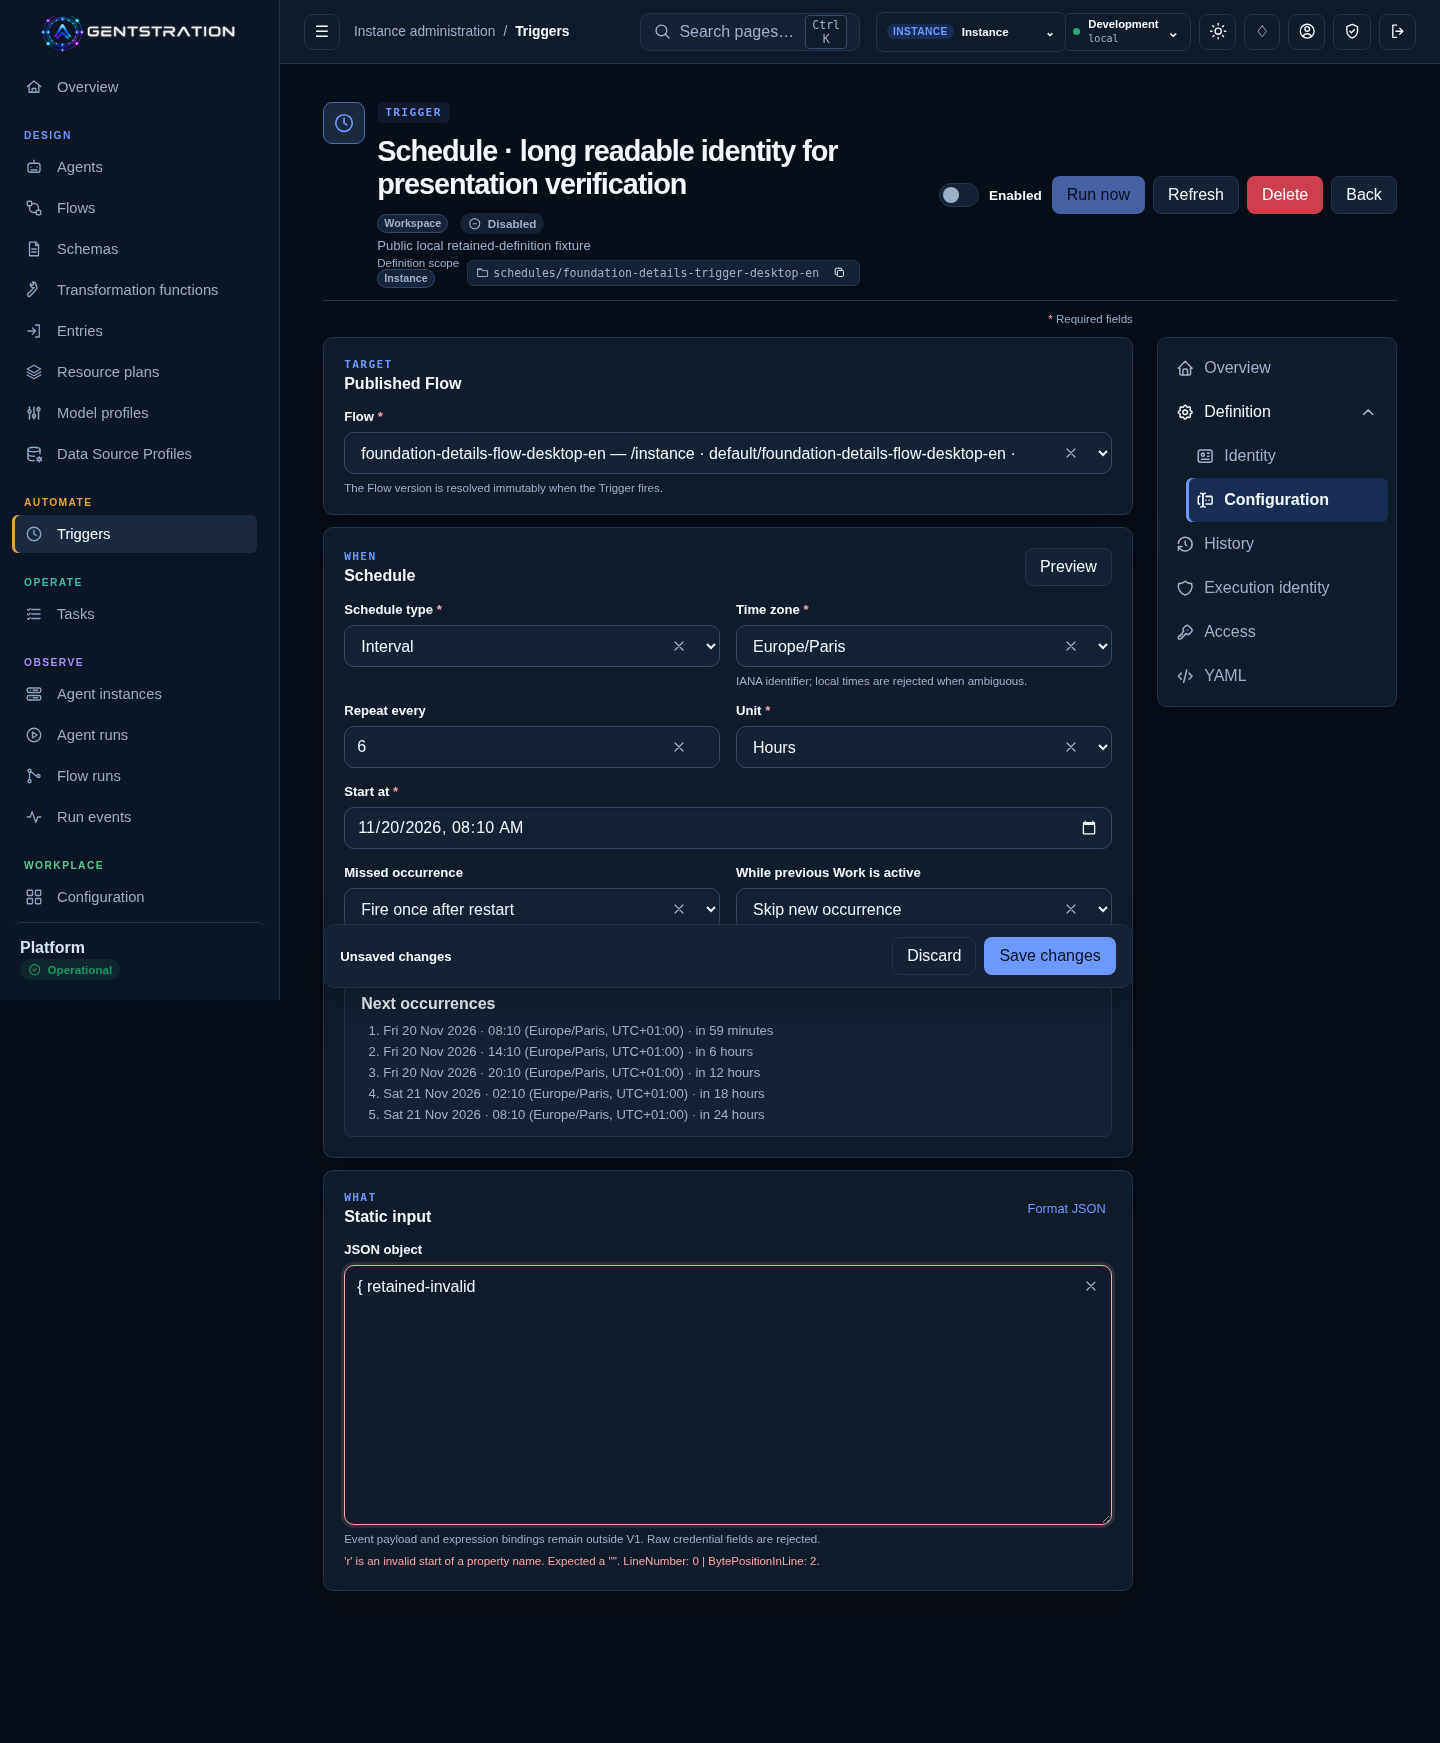 GENTSTRATION
Overview
DESIGN
Agents
Flows
Schemas
Transformation functions
Entries
Resource plans
Model profiles
Data Source Profiles
AUTOMATE
Triggers
OPERATE
Tasks
OBSERVE
Agent instances
Agent runs
Flow runs
Run events
WORKPLACE
Configuration
Platform
Operational
Instance administration / Triggers
Search pages…
Ctrl
K
INSTANCE Instance
Development
local
TRIGGER
Schedule · long readable identity for
presentation verification
Workspace
Disabled
Public local retained-definition fixture
Definition scope
Instance
schedules/foundation-details-trigger-desktop-en
Enabled
Run now
Refresh
Delete
Back
* Required fields
TARGET
Published Flow
Flow *
foundation-details-flow-desktop-en — /instance · default/foundation-details-flow-desktop-en ·
The Flow version is resolved immutably when the Trigger fires.
WHEN
Schedule
Preview
Schedule type *
Interval
Time zone *
Europe/Paris
IANA identifier; local times are rejected when ambiguous.
Repeat every
6
Unit *
Hours
Start at *
11/20/2026, 08:10 AM
Missed occurrence
Fire once after restart
While previous Work is active
Skip new occurrence
Unsaved changes
Discard
Save changes
Next occurrences
1. Fri 20 Nov 2026 · 08:10 (Europe/Paris, UTC+01:00) · in 59 minutes
2. Fri 20 Nov 2026 · 14:10 (Europe/Paris, UTC+01:00) · in 6 hours
3. Fri 20 Nov 2026 · 20:10 (Europe/Paris, UTC+01:00) · in 12 hours
4. Sat 21 Nov 2026 · 02:10 (Europe/Paris, UTC+01:00) · in 18 hours
5. Sat 21 Nov 2026 · 08:10 (Europe/Paris, UTC+01:00) · in 24 hours
WHAT
Static input
Format JSON
JSON object
{ retained-invalid
Event payload and expression bindings remain outside V1. Raw credential fields are rejected.
'r' is an invalid start of a property name. Expected a '"'. LineNumber: 0 | BytePositionInLine: 2.
Overview
Definition
Identity
Configuration
History
Execution identity
Access
YAML